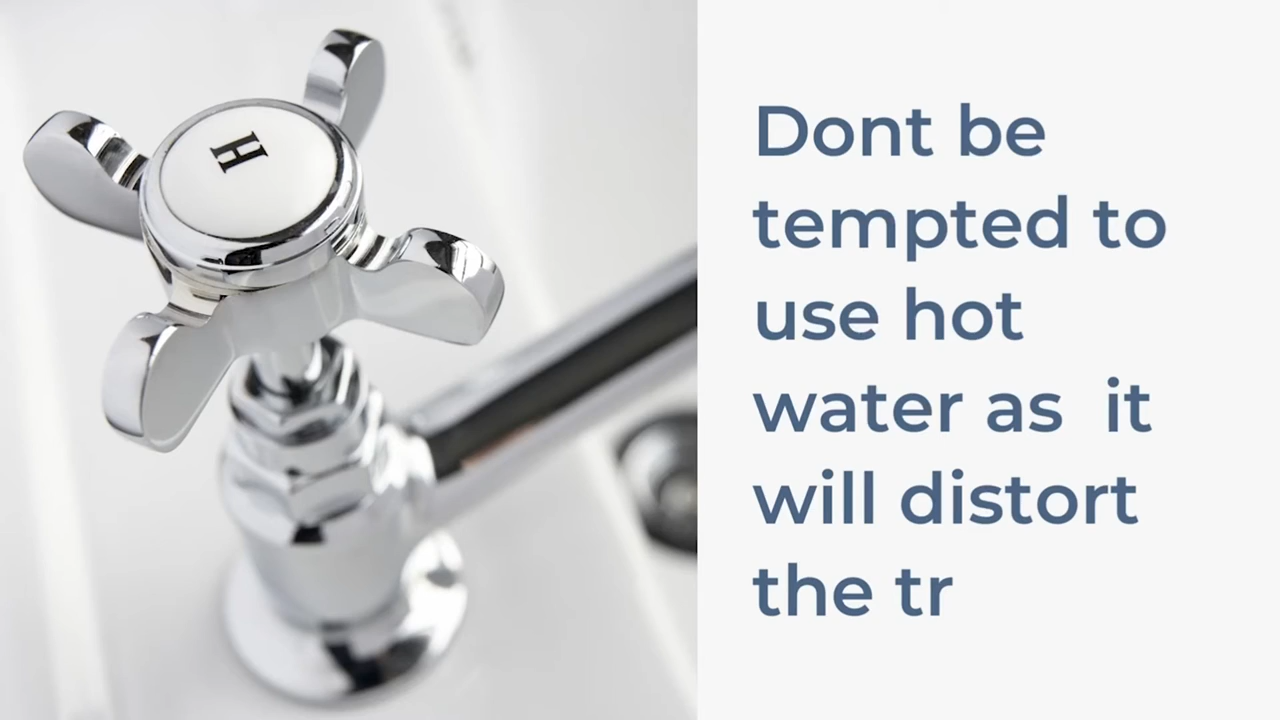 H
Dont be
tempted to
use hot
water as  it
will distort
the tr